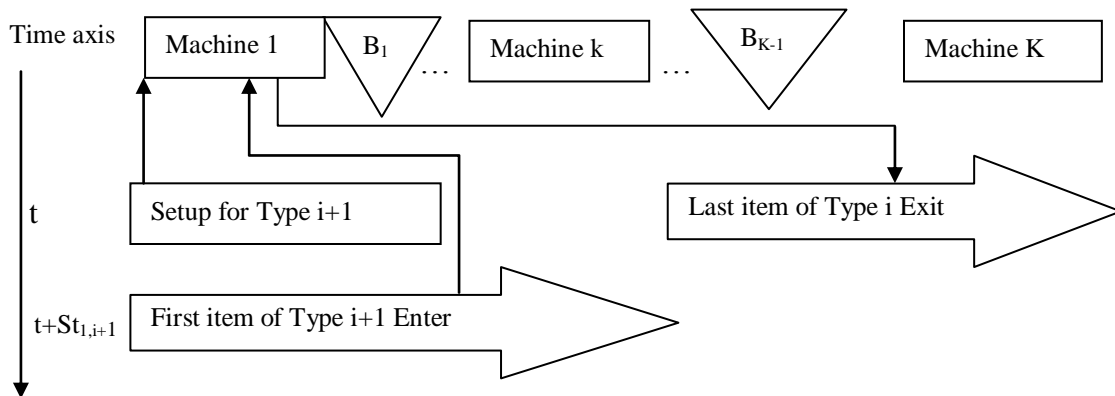 Time axis
Machine 1
B1
...
Machine k
...
BK-1
Machine K
t
Setup for Type i+1
Last item of Type i Exit
t+St1,i+1
First item of Type i+1 Enter